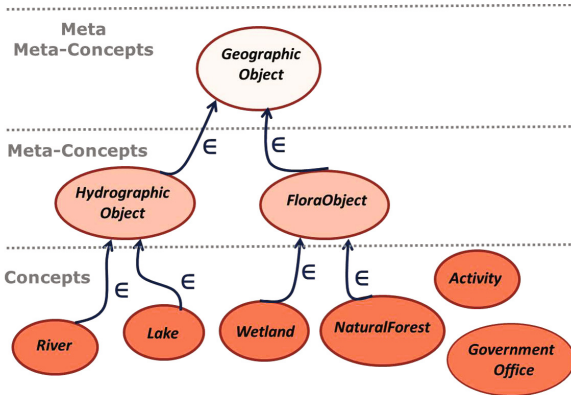 Meta
Meta-Concepts
Geographic
Object
∈
∈
Meta-Concepts
Hydrographic
Object
FloraObject
Concepts
∈
∈
∈
∈
Activity
River
Lake
Wetland
NaturalForest
Government
Office